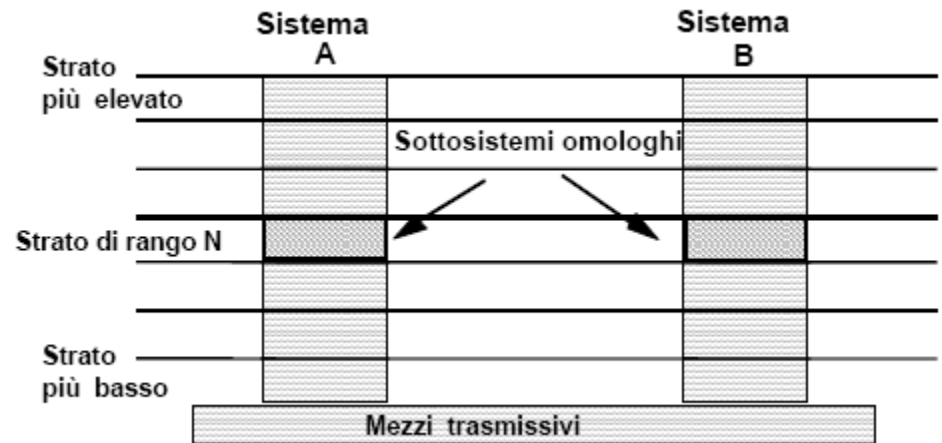 Sistema
A
Sistema
B
Strato
più elevato
Sottosistemi omologhi
Strato di rango N
Strato
più basso
Mezzi trasmissivi